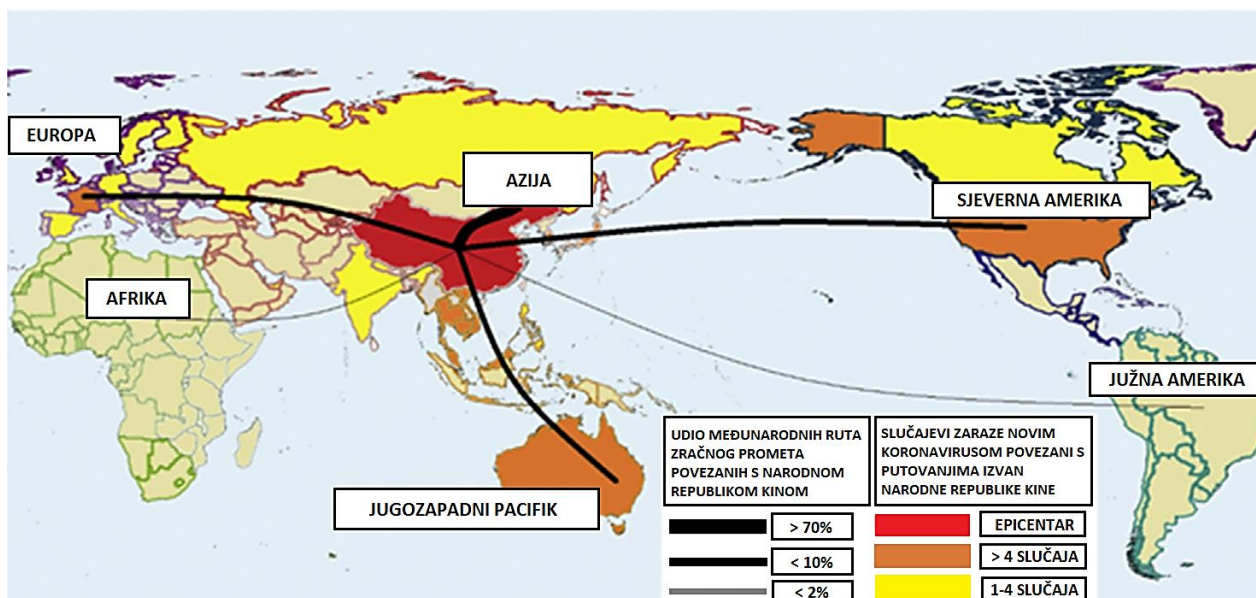 EUROPA
AZIJA
SJEVERNA AMERIKA
AFRIKA
JUŽNA AMERIKA
JUGOZAPADNI PACIFIK
UDIO MEĐUNARODNIH RUTA
ZRAČNOG PROMETA
POVEZANIH S NARODNOM
REPUBLIKOM KINOM
> 70%
< 10%
< 2%
SLUČAJEVI ZARAZE NOVIM
KORONAVIRUSOM POVEZANI S
PUTOVANJIMA IZVAN
NARODNE REPUBLIKE KINE
EPICENTAR
> 4 SLUČAJA
1-4 SLUČAJA